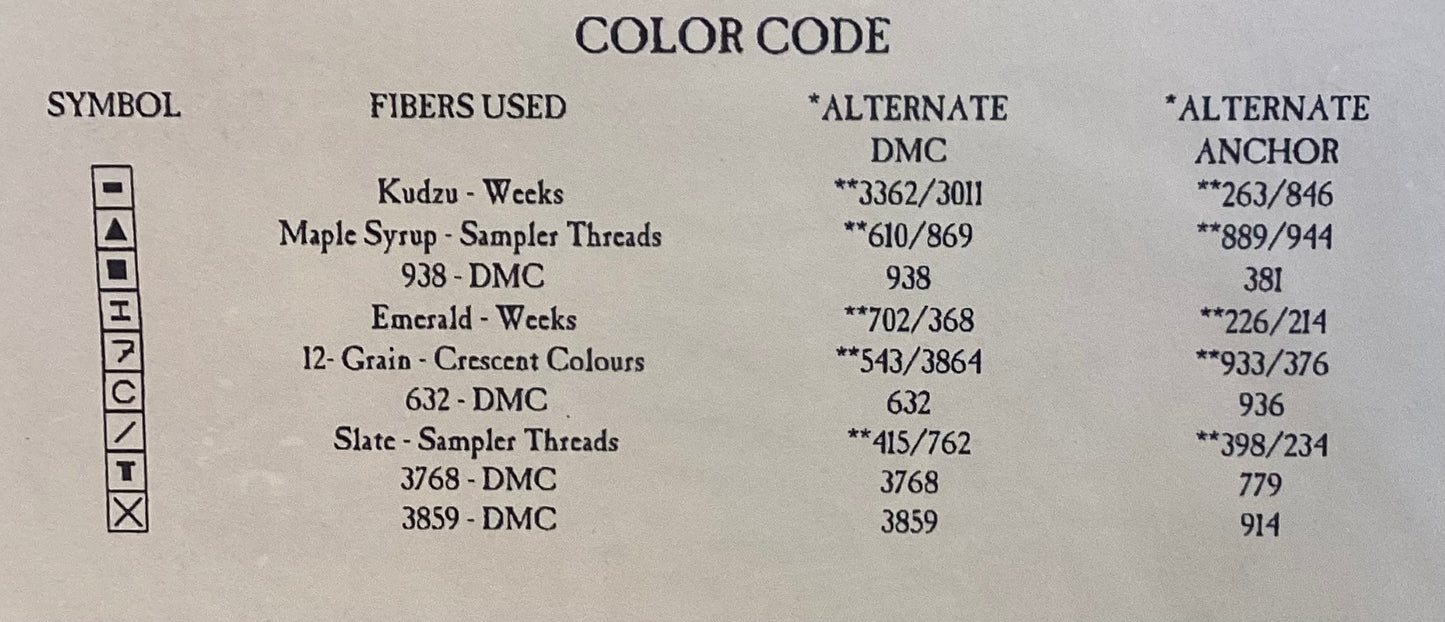 COLOR CODE
SYMBOL FIBERS USED *ALTERNATE *ALTERNATE
DMC ANCHOR
Kudzu - Weeks **3362/3011 **263/846
Maple Syrup - Sampler Threads **610/869 **889/944
938 - DMC 938 381
Emerald - Weeks **702/368 **226/214
12- Grain - Crescent Colours **543/3864 **933/376
C 632 - DMC 632 936
/ Slate - Sampler Threads **415/762 **398/234
T 3768 - DMC 3768 779
X 3859 - DMC 3859 914